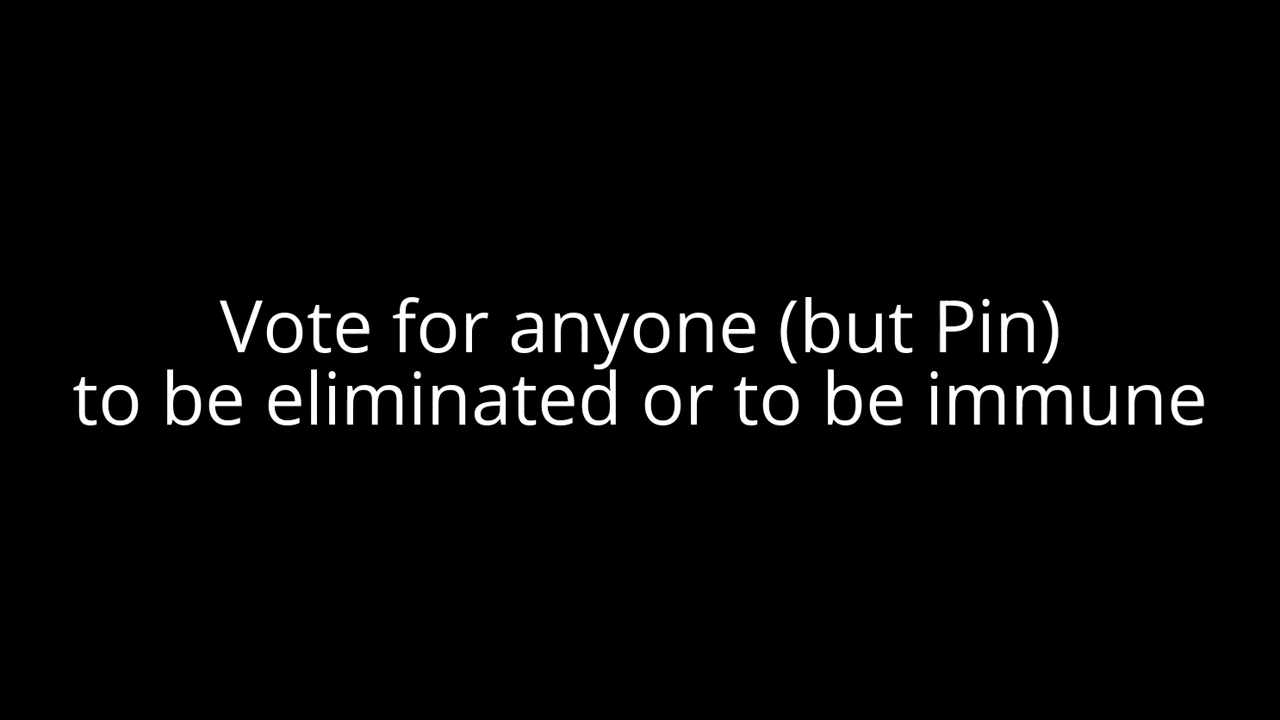 Vote for anyone (but Pin)
to be eliminated or to be immune